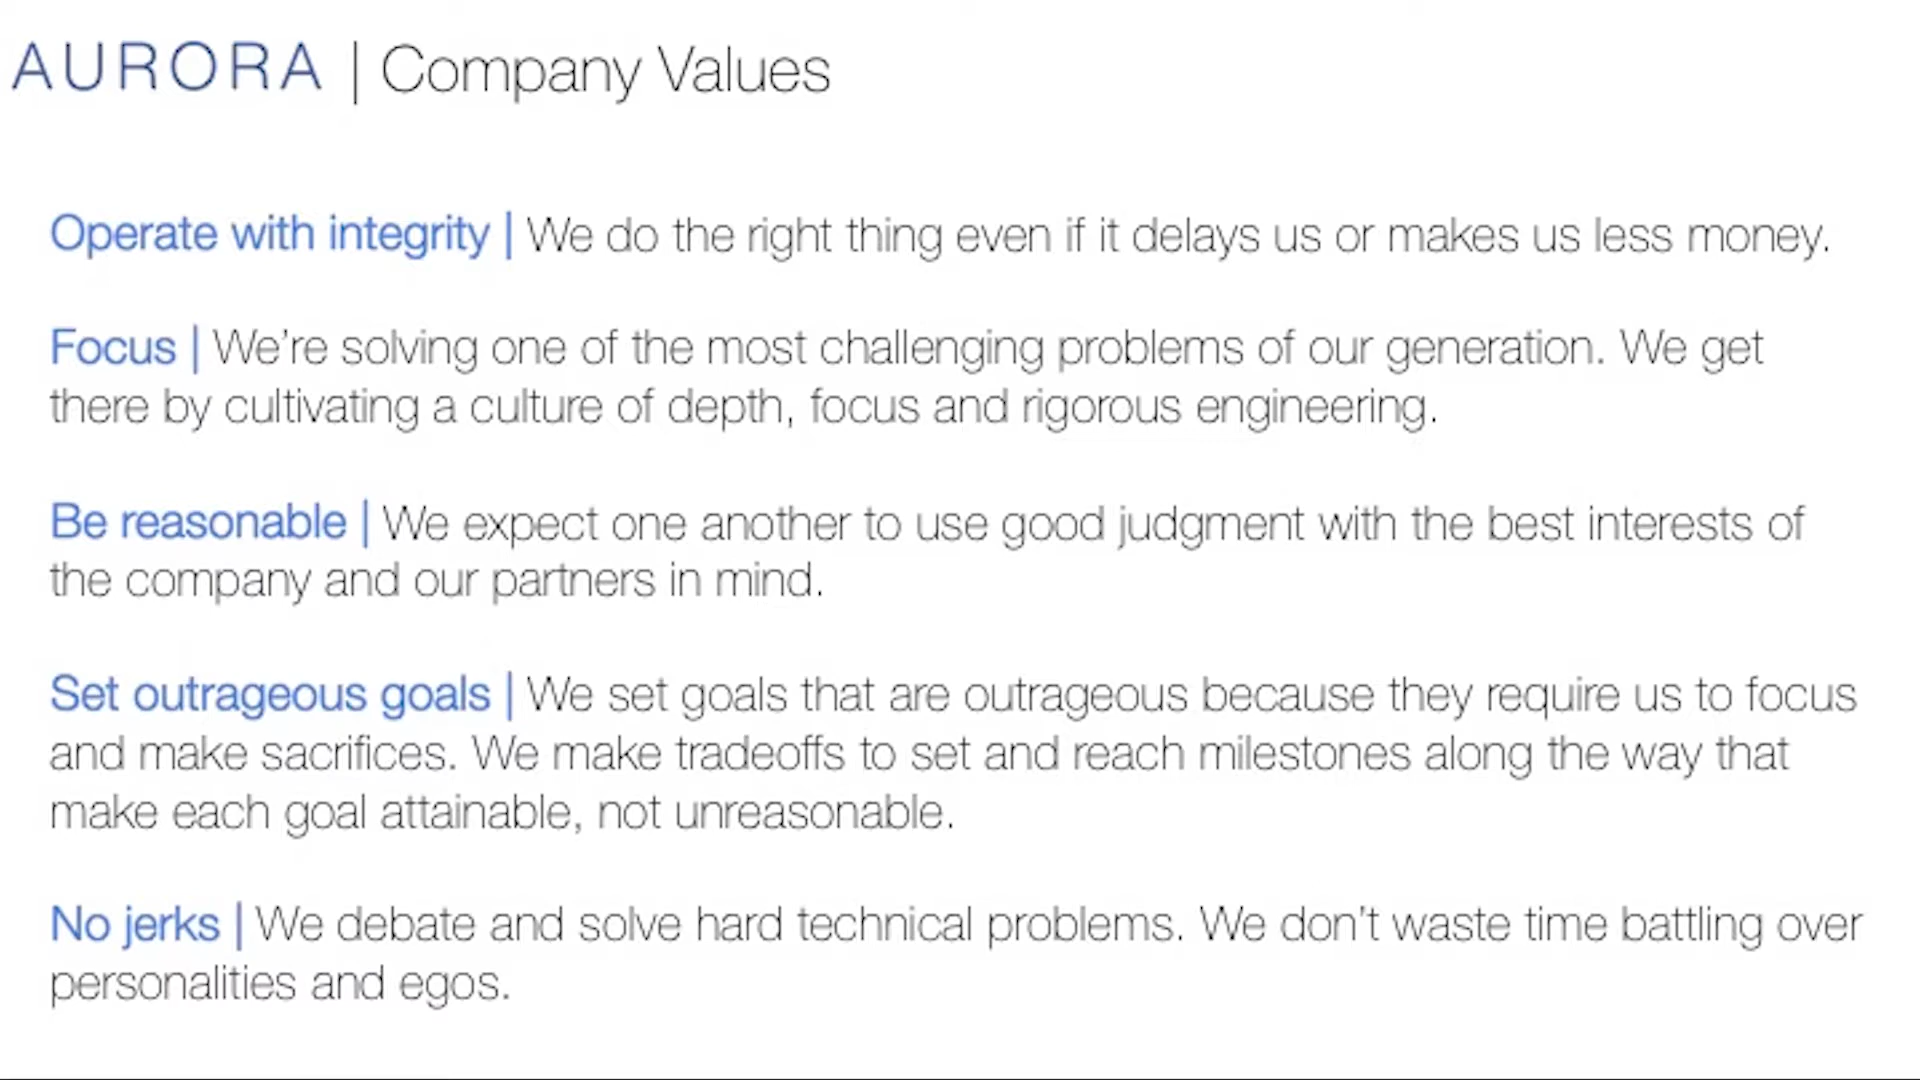 AURORA | Company Values
Operate with integrity | We do the right thing even if it delays us or makes us less money.
Focus | We’re solving one of the most challenging problems of our generation. We get
there by cultivating a culture of depth, focus and rigorous engineering.
Be reasonable | We expect one another to use good judgment with the best interests of
the company and our partners in mind.
Set outrageous goals | We set goals that are outrageous because they require us to focus
and make sacrifices. We make tradeoffs to set and reach milestones along the way that
make each goal attainable, not unreasonable.
No jerks | We debate and solve hard technical problems. We don’t waste time battling over
personalities and egos.